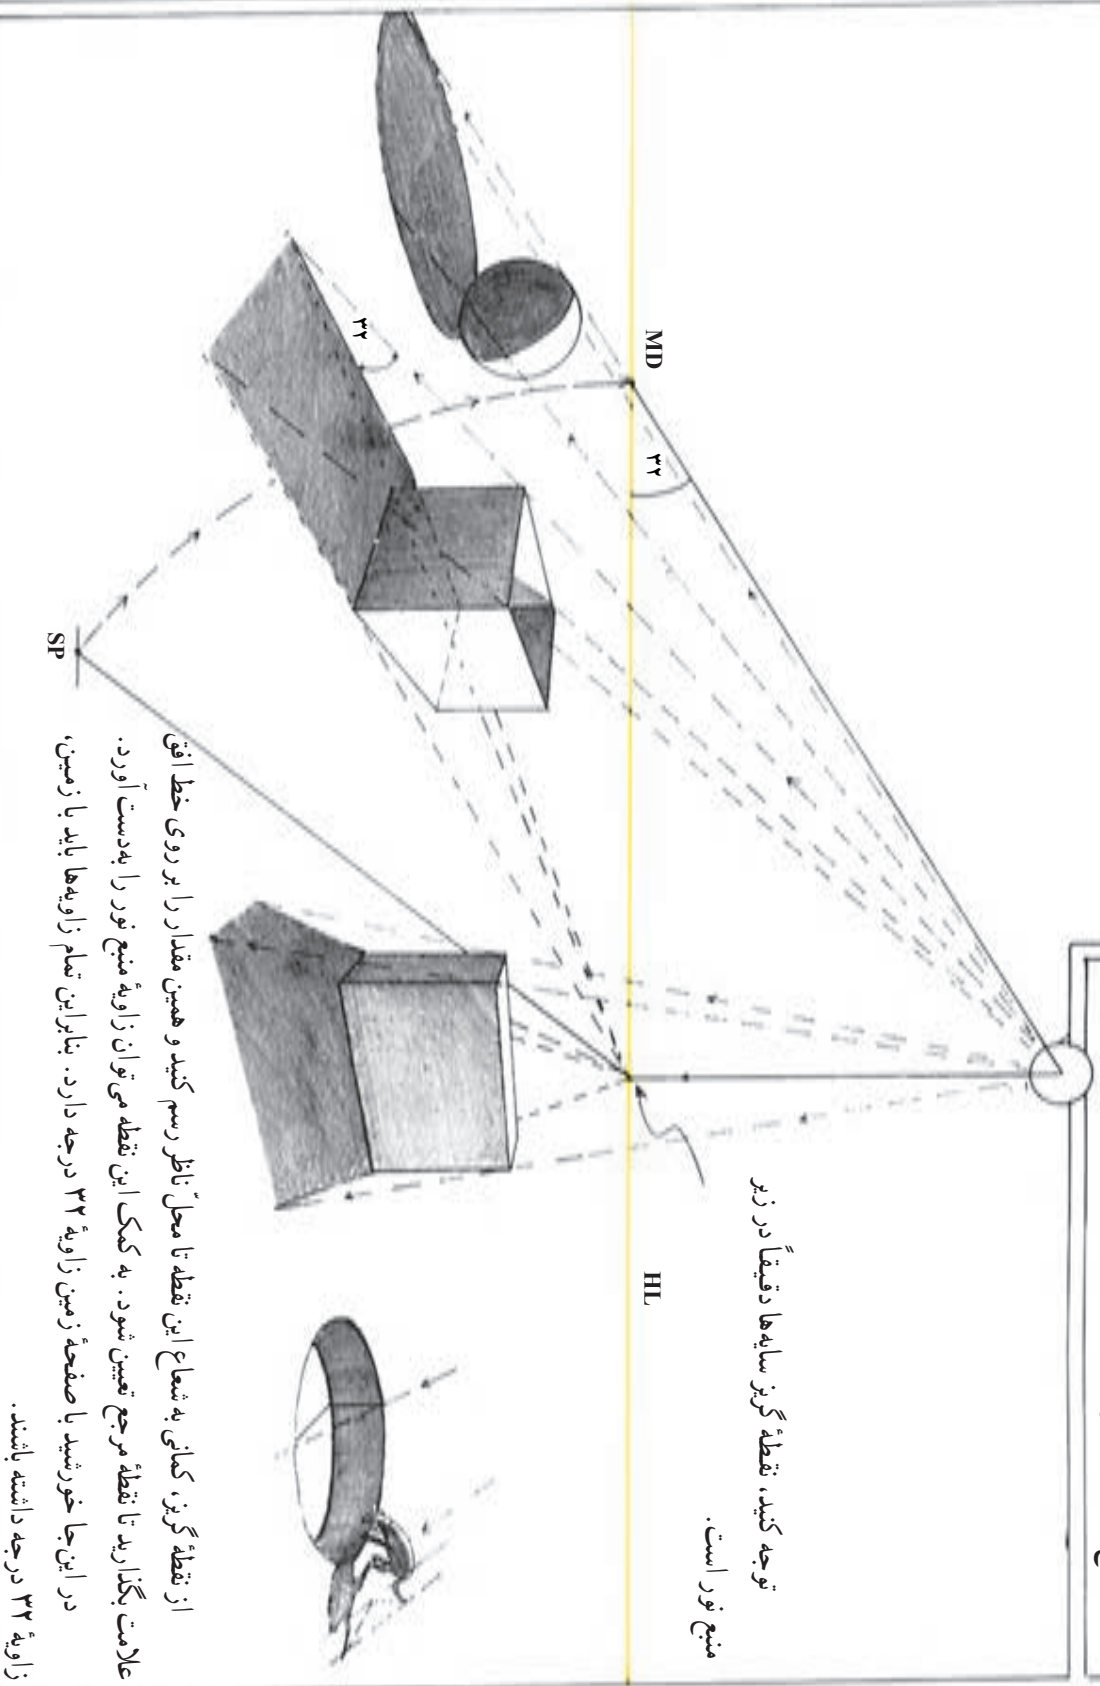 MD
۳۲
۳۲
SP
HL
توجه کنید، نقطهٔ گریز سایه‌ها دقیقاً در زیر
منبع نور است.
از نقطهٔ گریز، کمانی به شعاع این نقطه تا محلّ ناظر رسم کنید و همین مقدار را بر روی خط افق
علامت بگذارید تا نقطهٔ مرجع تعیین شود. به کمک این نقطه می‌توان زاویهٔ منبع نور را به‌دست آورد.
در این‌جا خورشید با صفحهٔ زمین زاویهٔ ۳۲ درجه دارد. بنابراین تمام زاویه‌ها باید با زمین،
زاویهٔ ۳۲ درجه داشته باشند.